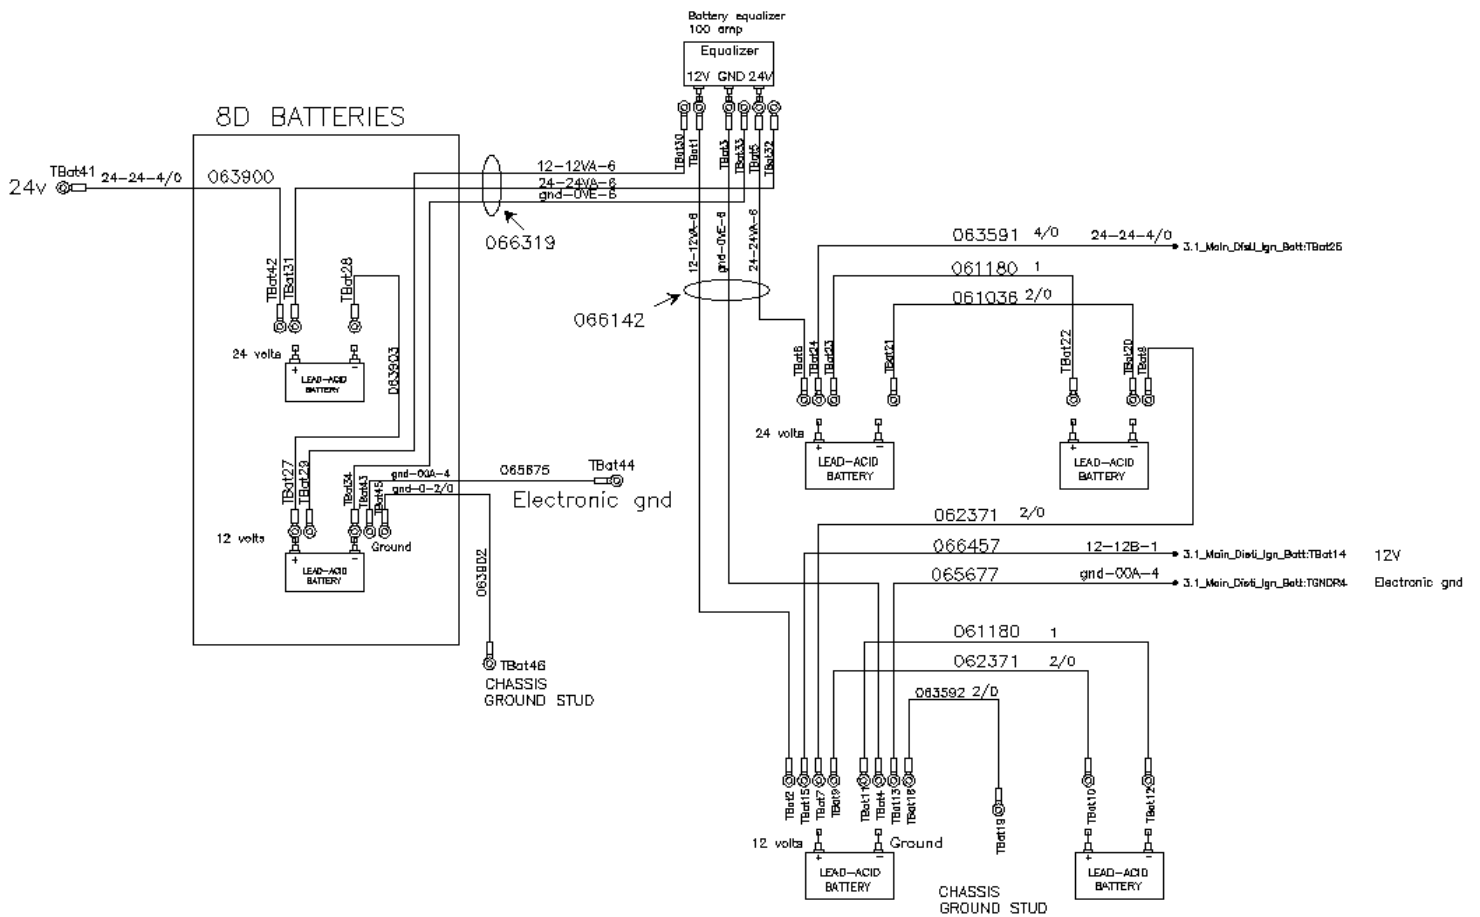 Battery equalizer
100 amp
Equalizer
12V GND 24V
8D BATTERIES
TBat30
TBat1
TBat3
TBat33
TBat5
TBat32
24v
TBat41
24-24-4/0
063900
12-12VA-6
24-24VA-6
gnd-0VE-6
066319
12-12VA-6
gnd-0VE-6
24-24VA-6
066142
063591 4/0 24-24-4/0
061180 1
061036 2/0
TBat42
TBat31
TBat28
24 volts
+ -
LEAD-ACID
BATTERY
063903
TBat6
TBat24
TBat23
TBat21
TBat22
TBat20
TBat8
24 volts
+ -
LEAD-ACID
BATTERY
+ -
LEAD-ACID
BATTERY
TBat27
TBat29
TBat34
TBat43
TBat45
gnd-00A-4
gnd-0-2/0
065675
TBat44
Electronic gnd
12 volts
Ground
+ -
LEAD-ACID
BATTERY
063902
TBat46
CHASSIS
GROUND STUD
062371 2/0
066457 12-12B-1
3.1_Main_Disti_Ign_Batt:TBat14 12V
065677 gnd-00A-4
3.1_Main_Disti_Ign_Batt:TGNDR4 Electronic gnd
061180 1
062371 2/0
063592 2/0
TBat2
TBat15
TBat7
TBat9
TBat11
TBat4
TBat13
TBat18
TBat19
TBat10
TBat12
12 volts
Ground
+ -
LEAD-ACID
BATTERY
+ -
LEAD-ACID
BATTERY
CHASSIS
GROUND STUD